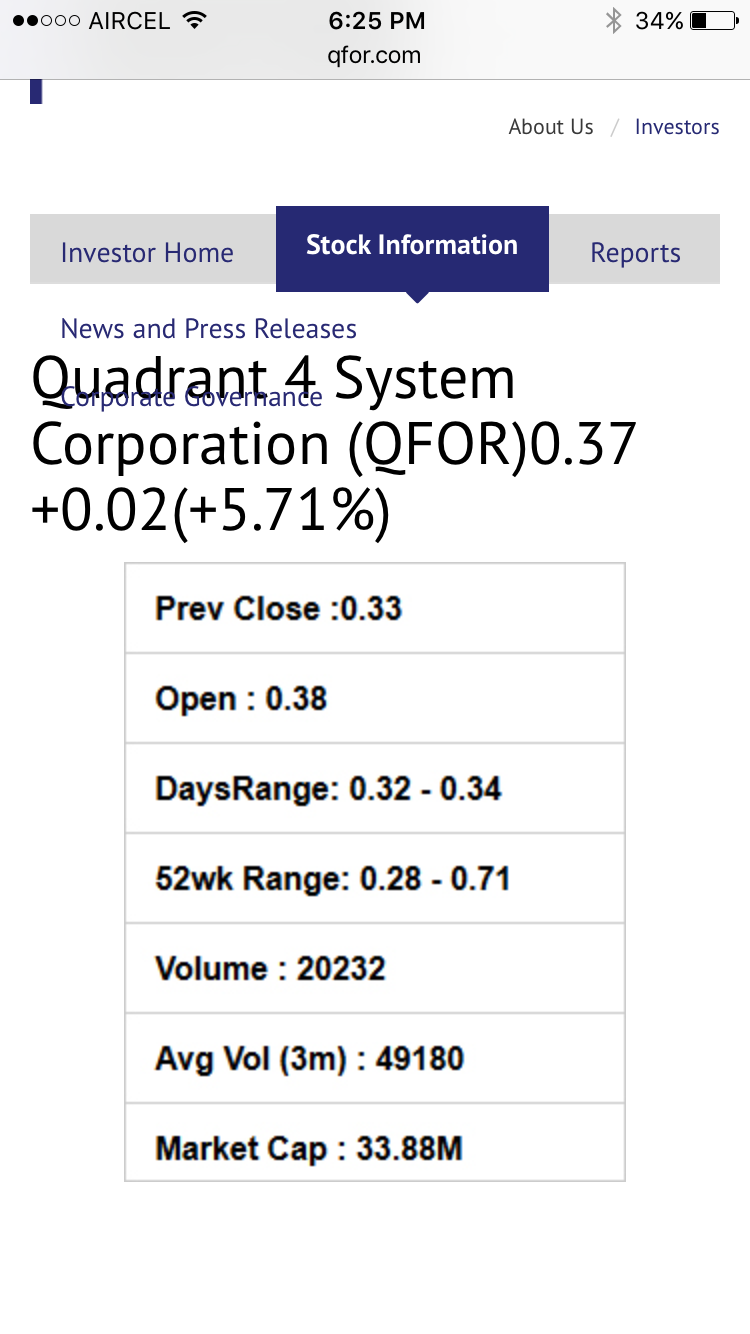 AIRCEL 6:25 PM 34%
qfor.com
About Us / Investors
Investor Home Stock Information Reports
News and Press Releases
Quadrant 4 System
Corporate Governance
Corporation (QFOR)0.37
+0.02(+5.71%)
Prev Close :0.33
Open : 0.38
DaysRange: 0.32 - 0.34
52wk Range: 0.28 - 0.71
Volume : 20232
Avg Vol (3m) : 49180
Market Cap : 33.88M